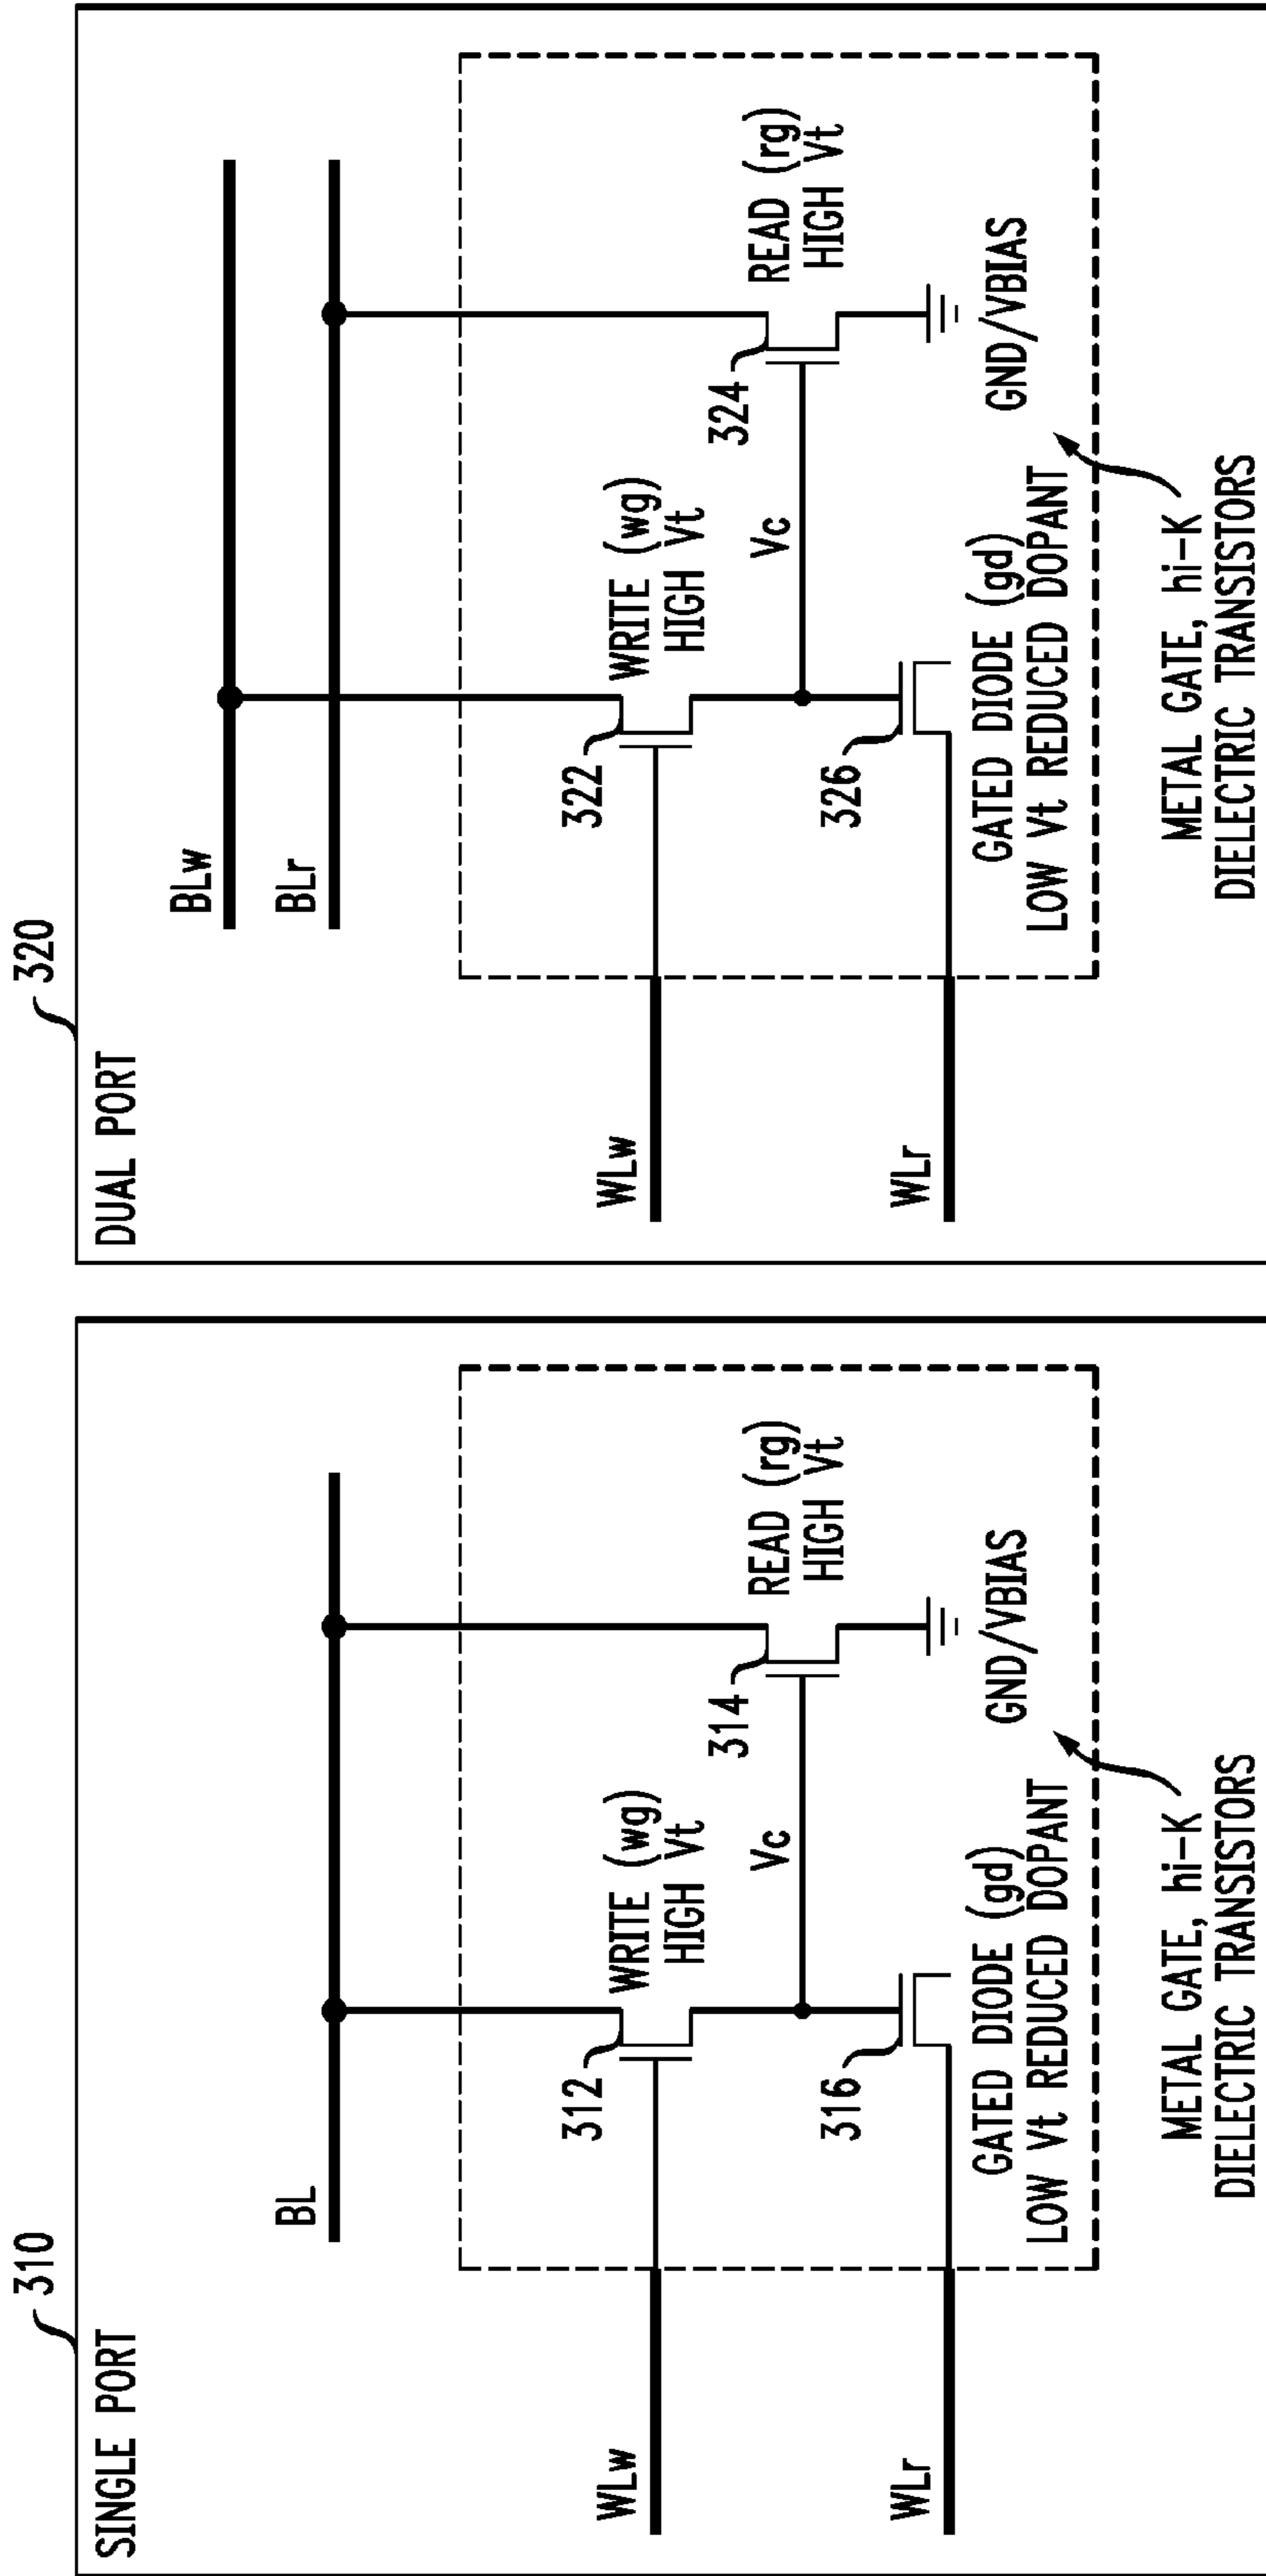 310
SINGLE PORT
BL
WRITE (wg)
HIGH Vt
312
WLw
READ (rg)
HIGH Vt
314
Vc
316
WLr
GATED DIODE (gd)
LOW Vt REDUCED DOPANT
GND/VBIAS
METAL GATE, hi-K
DIELECTRIC TRANSISTORS
320
DUAL PORT
BLw
BLr
WRITE (wg)
HIGH Vt
322
WLw
READ (rg)
HIGH Vt
324
Vc
326
WLr
GATED DIODE (gd)
LOW Vt REDUCED DOPANT
GND/VBIAS
METAL GATE, hi-K
DIELECTRIC TRANSISTORS